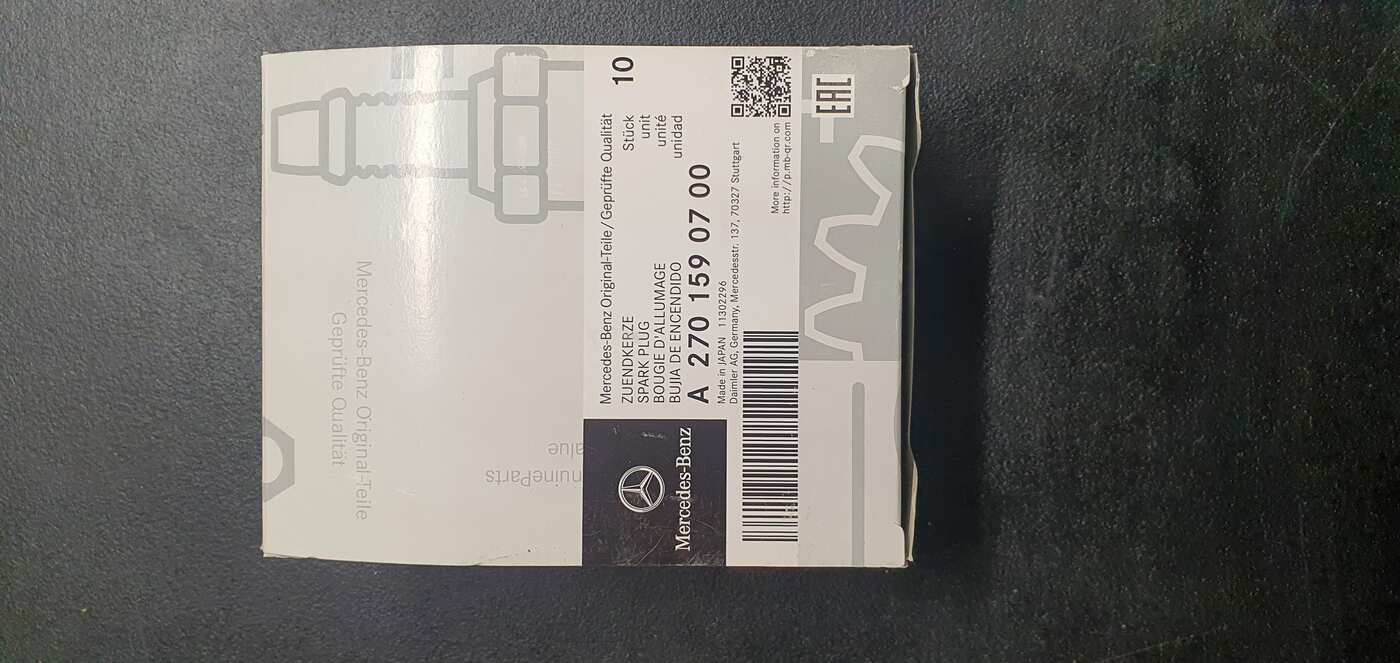 Mercedes-Benz Original-Teile/Geprüfte Qualität
ZUENDKERZE Stück 10
SPARK PLUG unit
BOUGIE D'ALLUMAGE unité
BUJIA DE ENCENDIDO unidad
A 270 159 07 00
Made in JAPAN 11302296
Daimler AG, Germany, Mercedesstr. 137, 70327 Stuttgart
More information on
http://p.mb-qr.com
EAC
Mercedes-Benz
Mercedes-Benz Original-Teile
Geprüfte Qualität
nuineParts
alue